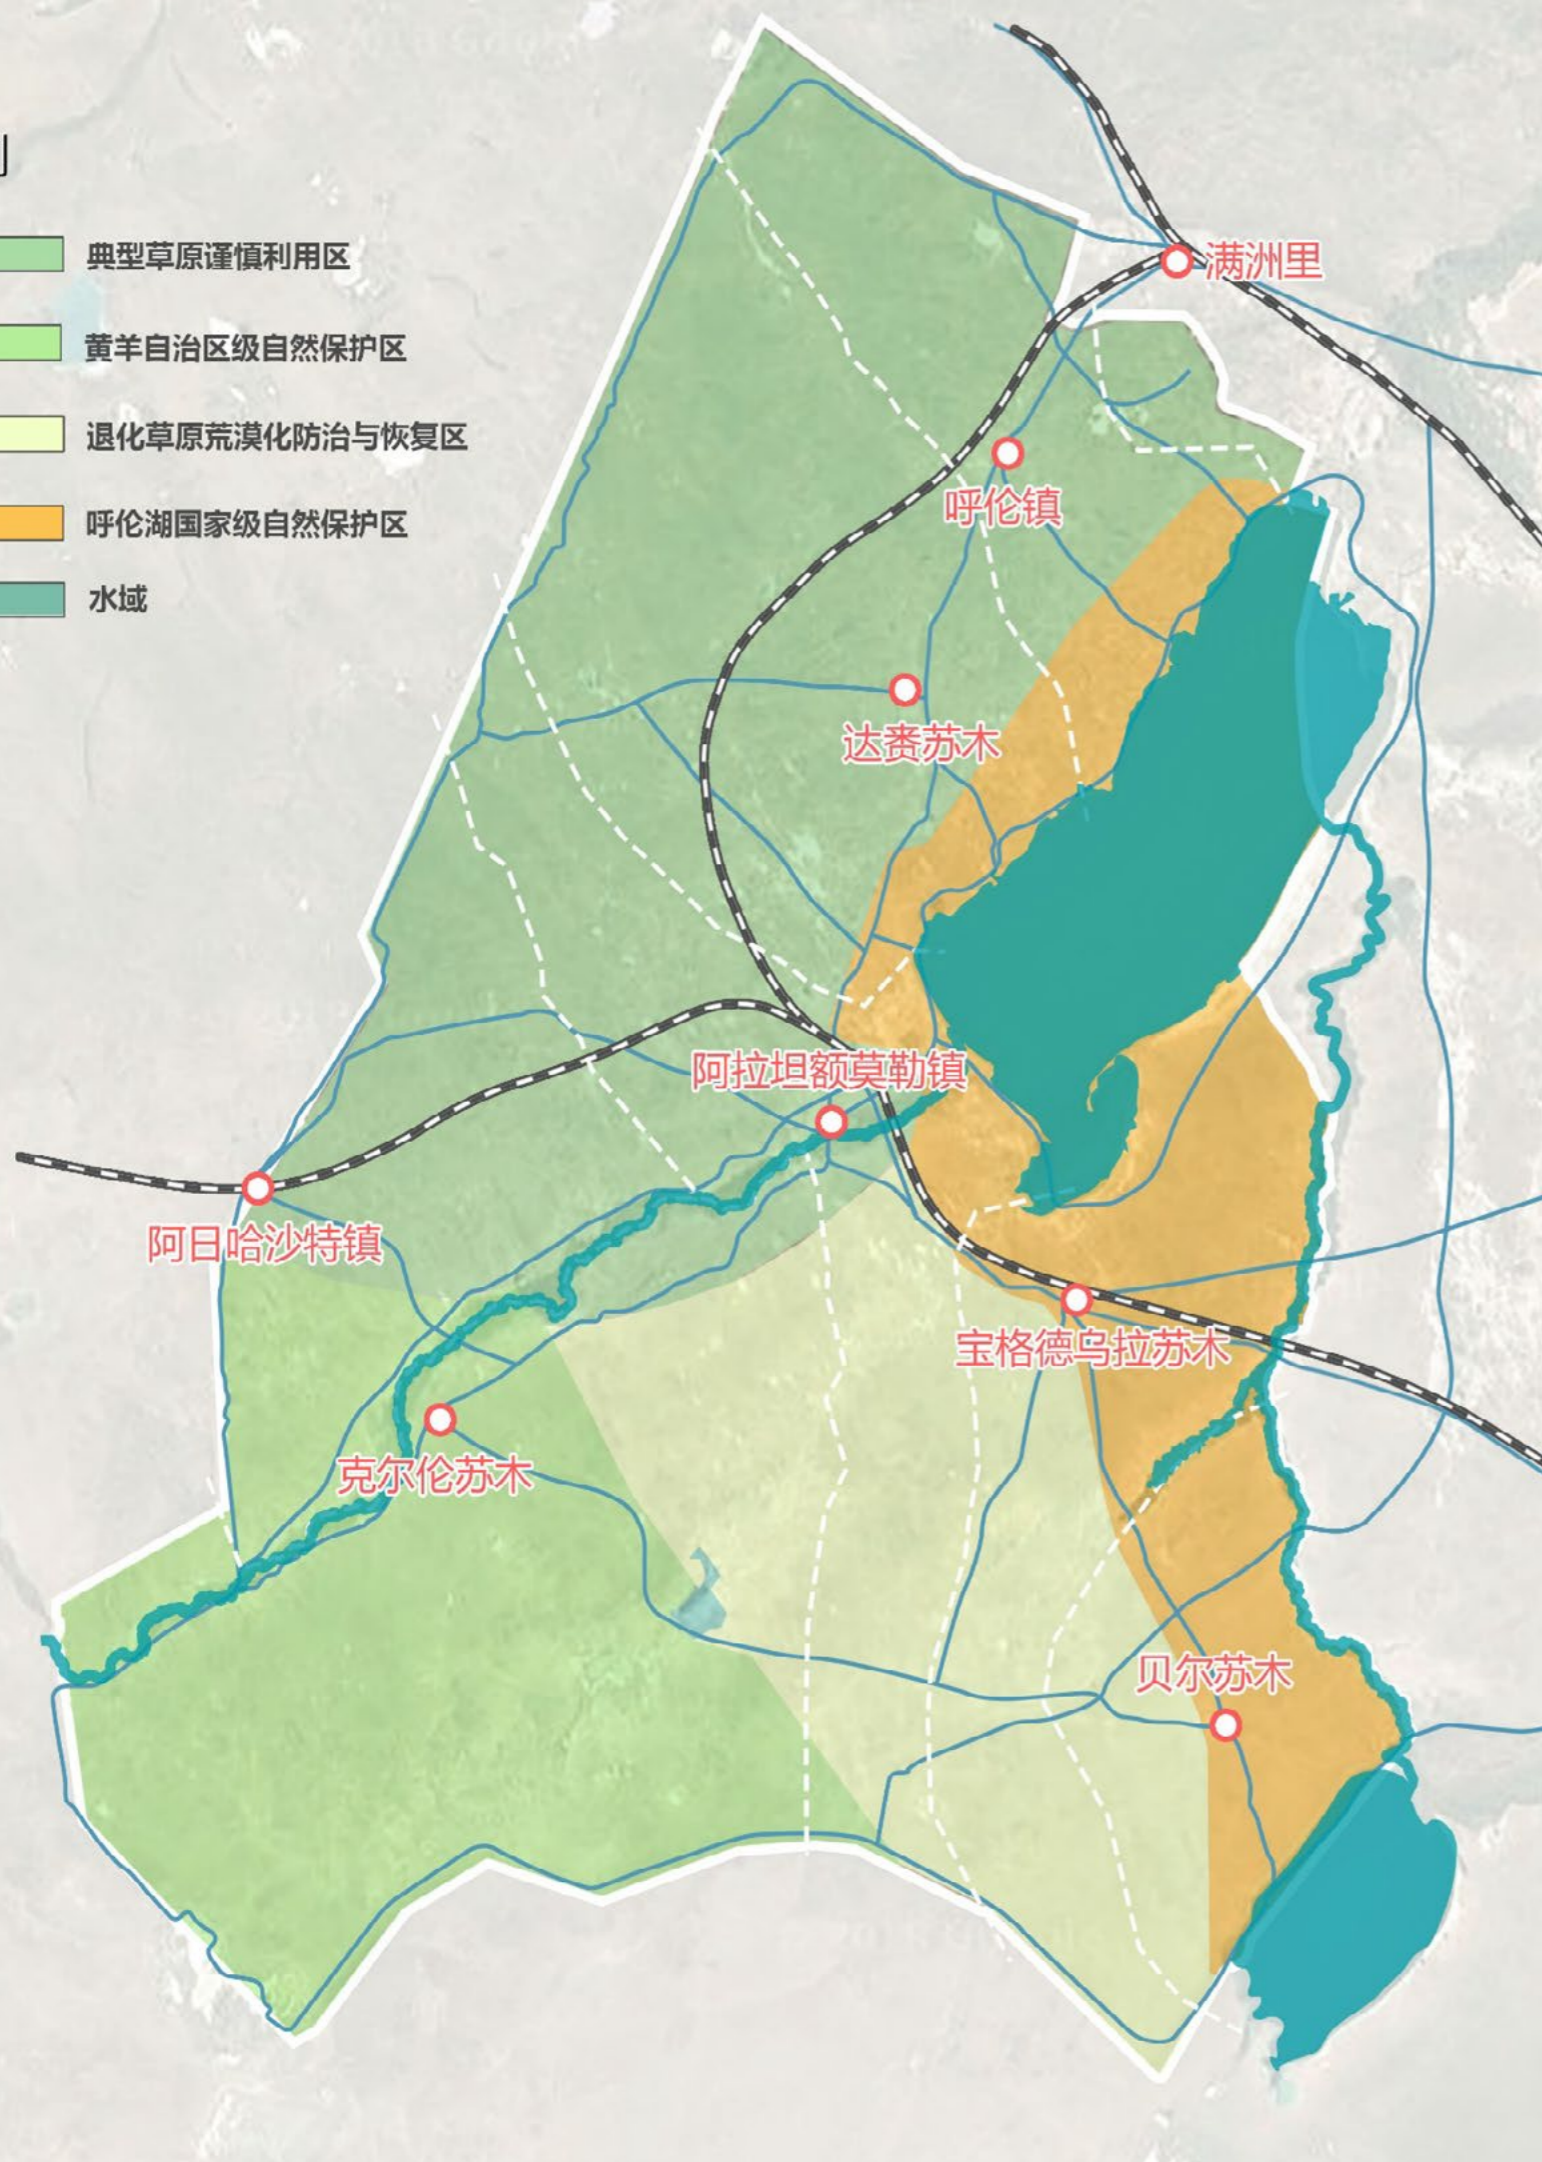 典型草原谨慎利用区
黄羊自治区级自然保护区
退化草原荒漠化防治与恢复区
呼伦湖国家级自然保护区
水域
满洲里
呼伦镇
达赉苏木
阿拉坦额莫勒镇
阿日哈沙特镇
宝格德乌拉苏木
克尔伦苏木
贝尔苏木